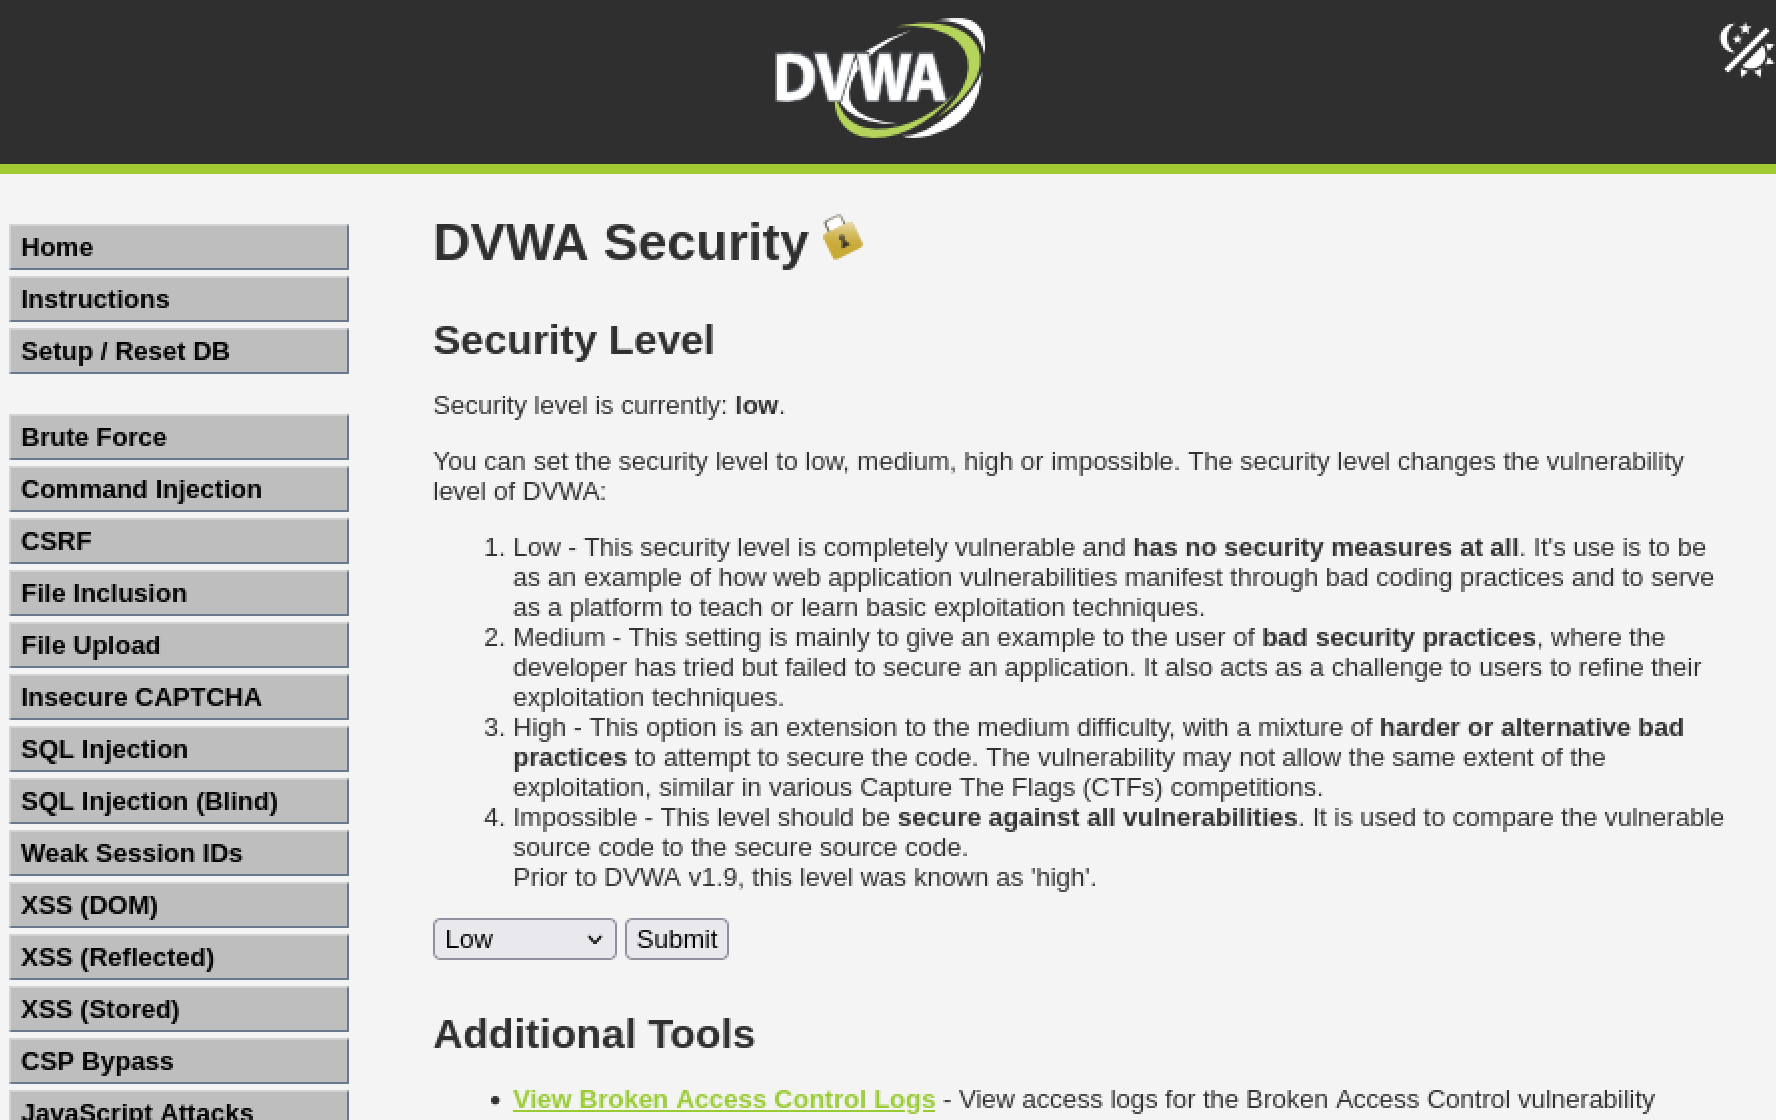 DVWA
Home
Instructions
Setup / Reset DB
Brute Force
Command Injection
CSRF
File Inclusion
File Upload
Insecure CAPTCHA
SQL Injection
SQL Injection (Blind)
Weak Session IDs
XSS (DOM)
XSS (Reflected)
XSS (Stored)
CSP Bypass
JavaScript Attacks
DVWA Security
Security Level
Security level is currently: low.
You can set the security level to low, medium, high or impossible. The security level changes the vulnerability
level of DVWA:
1. Low - This security level is completely vulnerable and has no security measures at all. It's use is to be
as an example of how web application vulnerabilities manifest through bad coding practices and to serve
as a platform to teach or learn basic exploitation techniques.
2. Medium - This setting is mainly to give an example to the user of bad security practices, where the
developer has tried but failed to secure an application. It also acts as a challenge to users to refine their
exploitation techniques.
3. High - This option is an extension to the medium difficulty, with a mixture of harder or alternative bad
practices to attempt to secure the code. The vulnerability may not allow the same extent of the
exploitation, similar in various Capture The Flags (CTFs) competitions.
4. Impossible - This level should be secure against all vulnerabilities. It is used to compare the vulnerable
source code to the secure source code.
Prior to DVWA v1.9, this level was known as 'high'.
Low Submit
Additional Tools
• View Broken Access Control Logs - View access logs for the Broken Access Control vulnerability